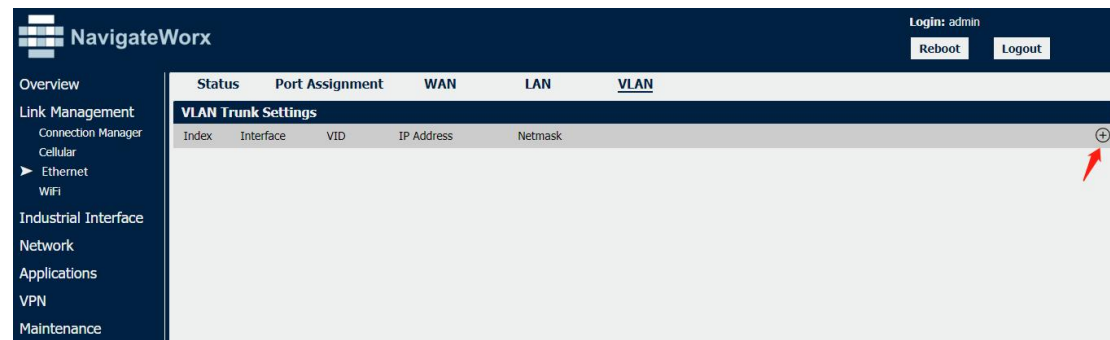 NavigateWorx
Login: admin
Reboot Logout
Overview
Link Management
Connection Manager
Cellular
Ethernet
WiFi
Industrial Interface
Network
Applications
VPN
Maintenance
Status Port Assignment WAN LAN VLAN
VLAN Trunk Settings
Index Interface VID IP Address Netmask